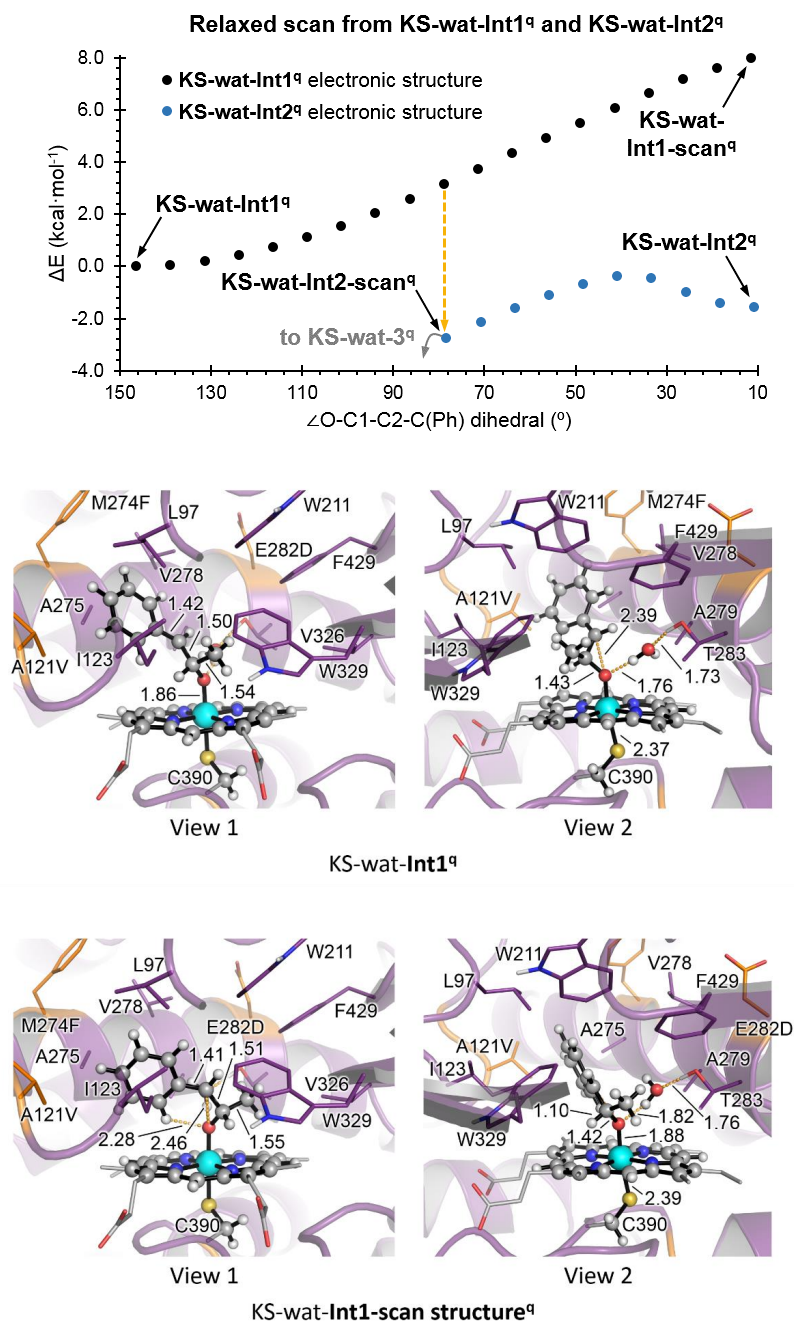 Relaxed scan from KS-wat-Int1q and KS-wat-Int2q
8.0
6.0
4.0
2.0
0.0
-2.0
-4.0
ΔE (kcal·mol-1)
KS-wat-Int1q electronic structure
KS-wat-Int2q electronic structure
KS-wat-
Int1-scanq
KS-wat-Int1q
KS-wat-Int2q
KS-wat-Int2-scanq
to KS-wat-3q
150
130
110
90
70
50
30
10
∠O-C1-C2-C(Ph) dihedral (º)
M274F
L97
W211
E282D
F429
V278
A275
1.42
1.50
V326
I123
A121V
W329
1.86
1.54
C390
View 1
W211
M274F
L97
F429
V278
A121V
2.39
A279
I123
T283
W329
1.43
1.76
1.73
2.37
C390
View 2
KS-wat-Int1q
W211
L97
V278
F429
M274F
E282D
A275
1.41
1.51
I123
V326
A121V
W329
2.28
2.46
1.55
C390
View 1
W211
V278
L97
F429
E282D
A275
A121V
A279
I123
T283
1.10
1.82
W329
1.76
1.42
1.88
2.39
C390
View 2
KS-wat-Int1-scan structureq